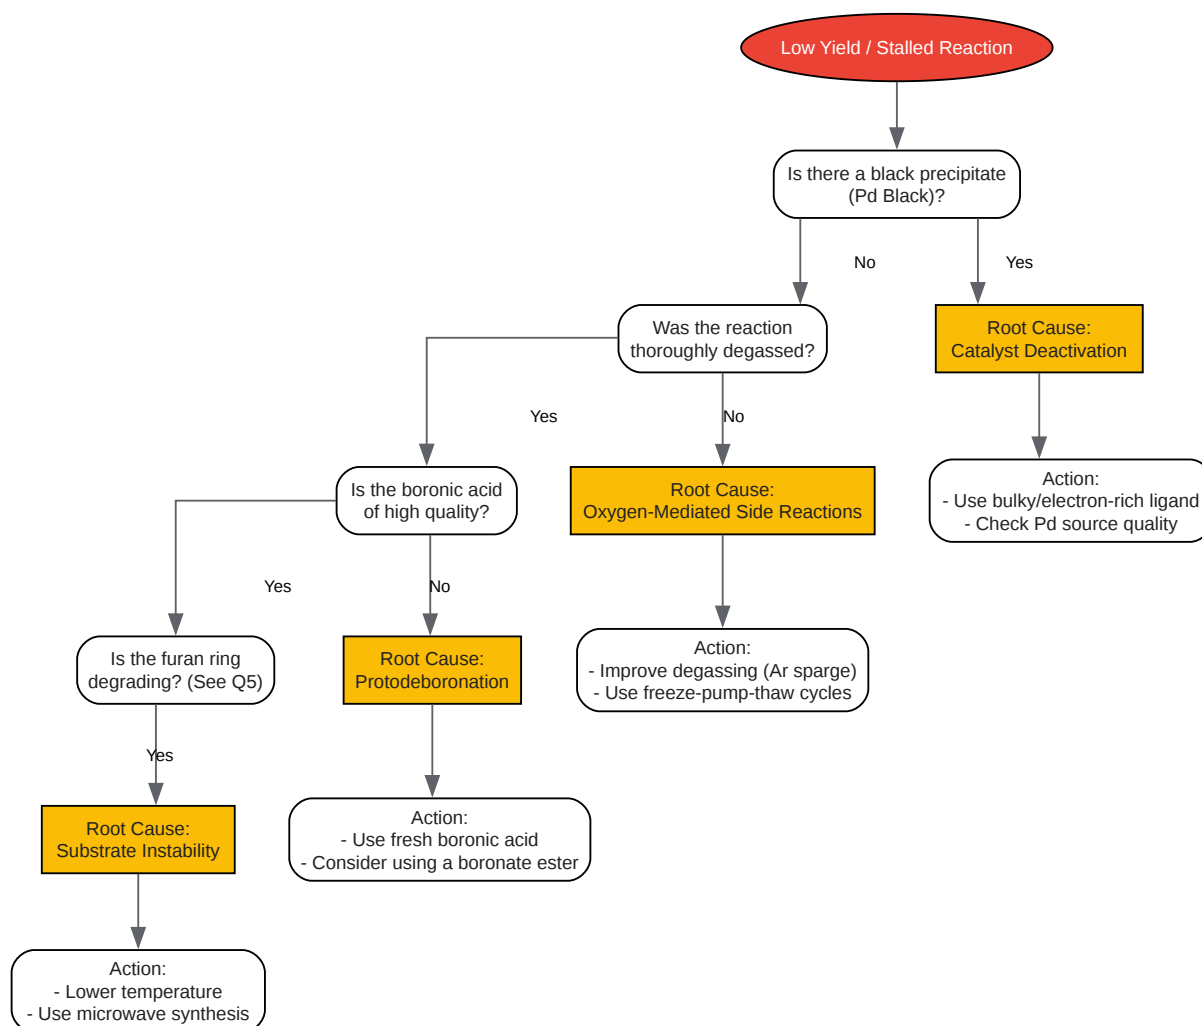 Low Yield / Stalled Reaction
Is there a black precipitate
(Pd Black)?
No
Yes
Was the reaction
thoroughly degassed?
Root Cause:
Catalyst Deactivation
Yes
No
Is the boronic acid
of high quality?
Root Cause:
Oxygen-Mediated Side Reactions
Action:
- Use bulky/electron-rich ligand
- Check Pd source quality
Yes
No
Is the furan ring
degrading? (See Q5)
Root Cause:
Protodeboronation
Action:
- Improve degassing (Ar sparge)
- Use freeze-pump-thaw cycles
Yes
Root Cause:
Substrate Instability
Action:
- Use fresh boronic acid
- Consider using a boronate ester
Action:
- Lower temperature
- Use microwave synthesis